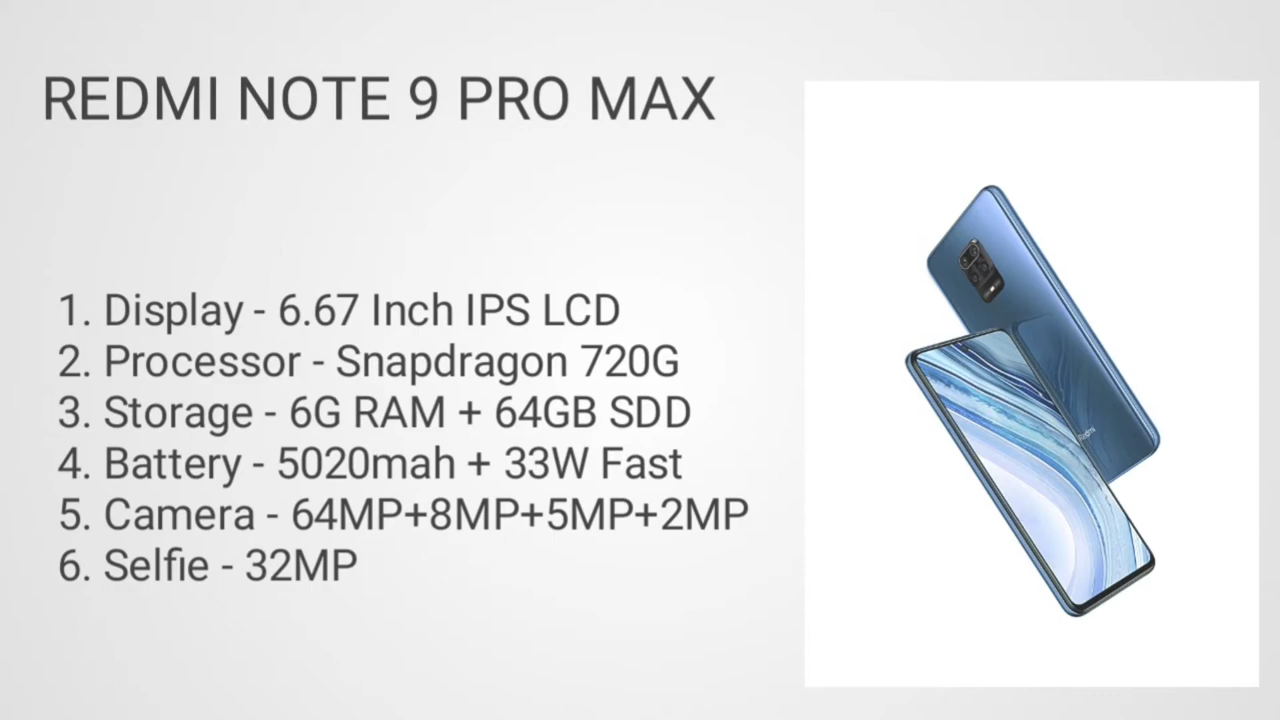 REDMI NOTE 9 PRO MAX
1. Display - 6.67 Inch IPS LCD
2. Processor - Snapdragon 720G
3. Storage - 6G RAM + 64GB SDD
4. Battery - 5020mah + 33W Fast
5. Camera - 64MP+8MP+5MP+2MP
6. Selfie - 32MP
Redmi